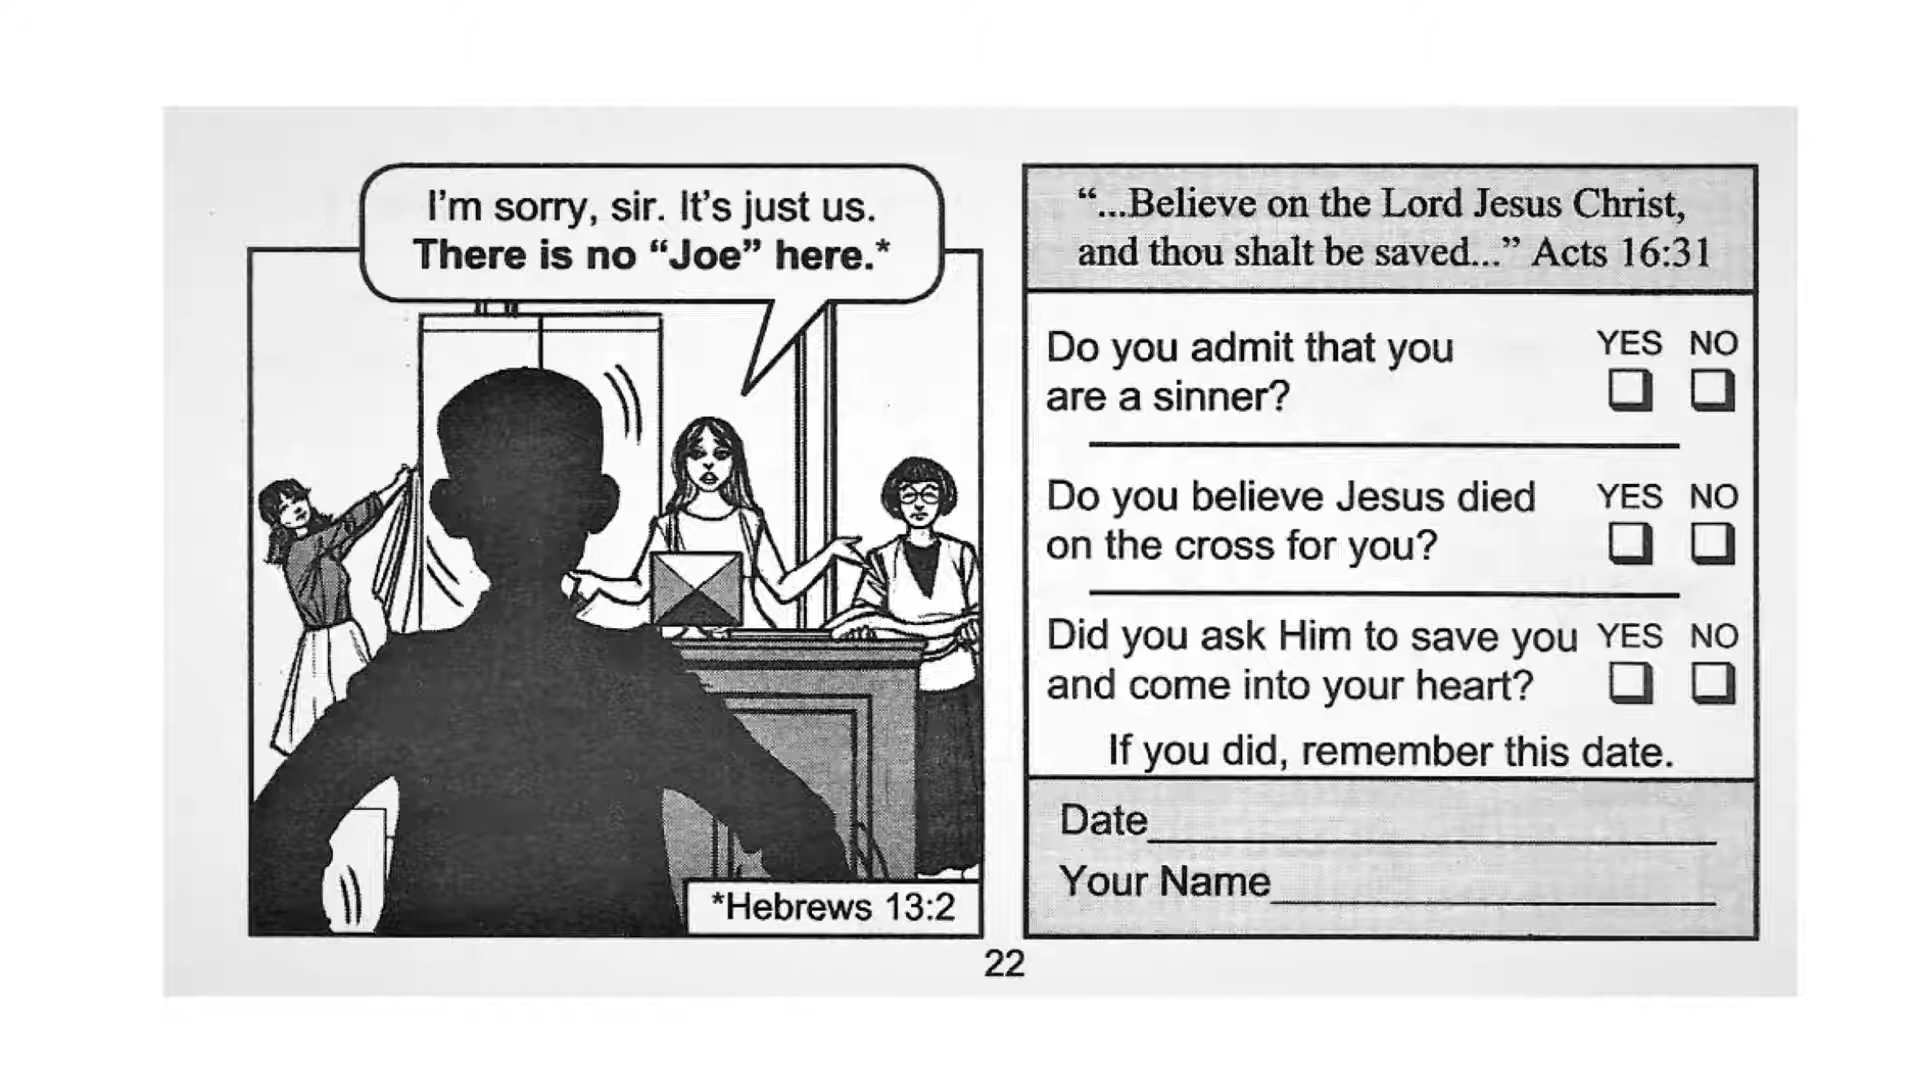 I'm sorry, sir. It's just us.
There is no “Joe” here.*
*Hebrews 13:2
“...Believe on the Lord Jesus Christ,
and thou shalt be saved...” Acts 16:31
Do you admit that you
are a sinner?
YES NO
Do you believe Jesus died
on the cross for you?
YES NO
Did you ask Him to save you
and come into your heart?
YES NO
If you did, remember this date.
Date
Your Name
22